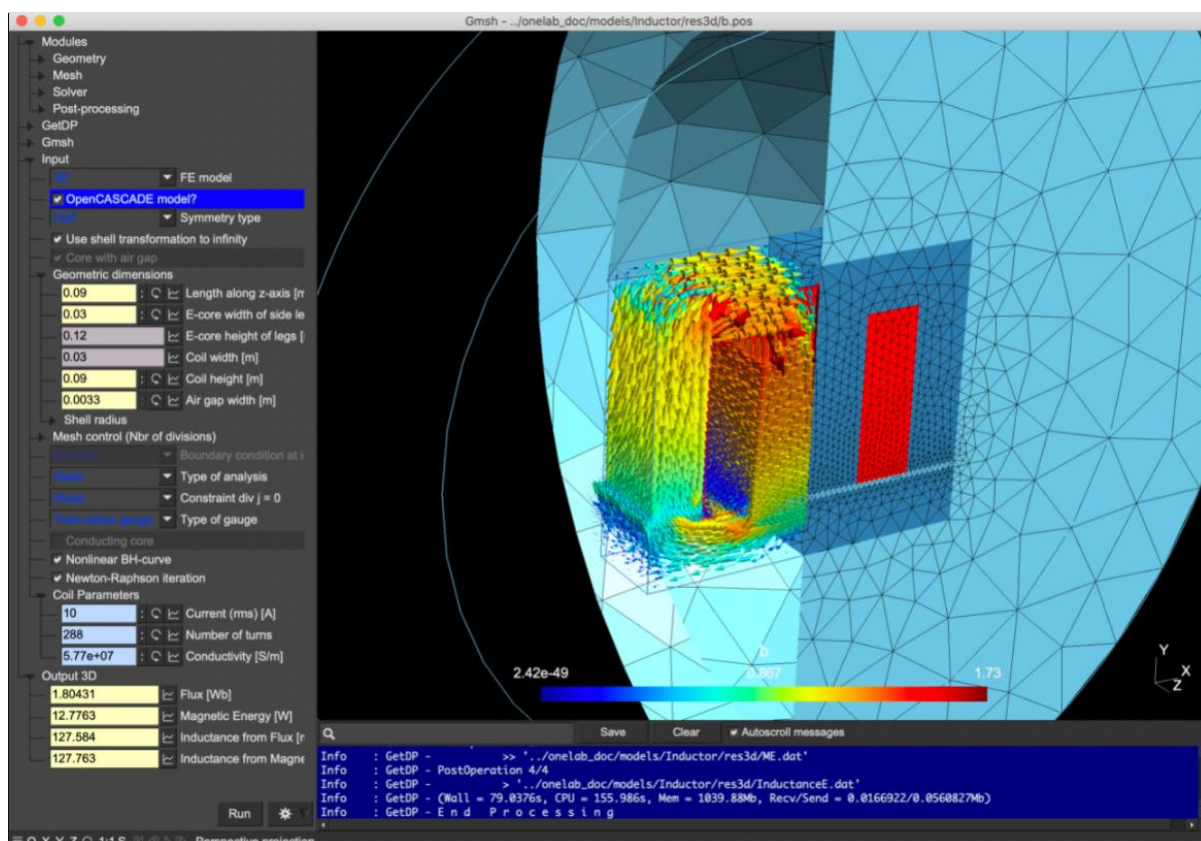 Gmsh - ../onelab_doc/models/Inductor/res3d/b.pos
Modules
Geometry
Mesh
Solver
Post-processing
GetDP
Gmsh
Input
3D FE model
OpenCASCADE model?
Half Symmetry type
Use shell transformation to infinity
Core with air gap
Geometric dimensions
0.09 Length along z-axis [m
0.03 E-core width of side le
0.12 E-core height of legs [
0.03 Coil width [m]
0.09 Coil height [m]
0.0033 Air gap width [m]
Shell radius
Mesh control (Nbr of divisions)
Boundary condition at i
Static Type of analysis
Constraint div j = 0
Type of gauge
Conducting core
Nonlinear BH-curve
Newton-Raphson iteration
Coil Parameters
10 Current (rms) [A]
288 Number of turns
5.77e+07 Conductivity [S/m]
Output 3D
1.80431 Flux [Wb]
12.7763 Magnetic Energy [W]
127.584 Inductance from Flux [
127.763 Inductance from Magne
Run
b
2.42e-49 0.867 1.73
Y
X
Z
Save Clear Autoscroll messages
Info : GetDP - >> '../onelab_doc/models/Inductor/res3d/ME.dat'
Info : GetDP - PostOperation 4/4
Info : GetDP - > '../onelab_doc/models/Inductor/res3d/InductanceE.dat'
Info : GetDP - (Wall = 79.0376s, CPU = 155.986s, Mem = 1039.88Mb, Recv/Send = 0.0166922/0.0560827Mb)
Info : GetDP - E n d P r o c e s s i n g